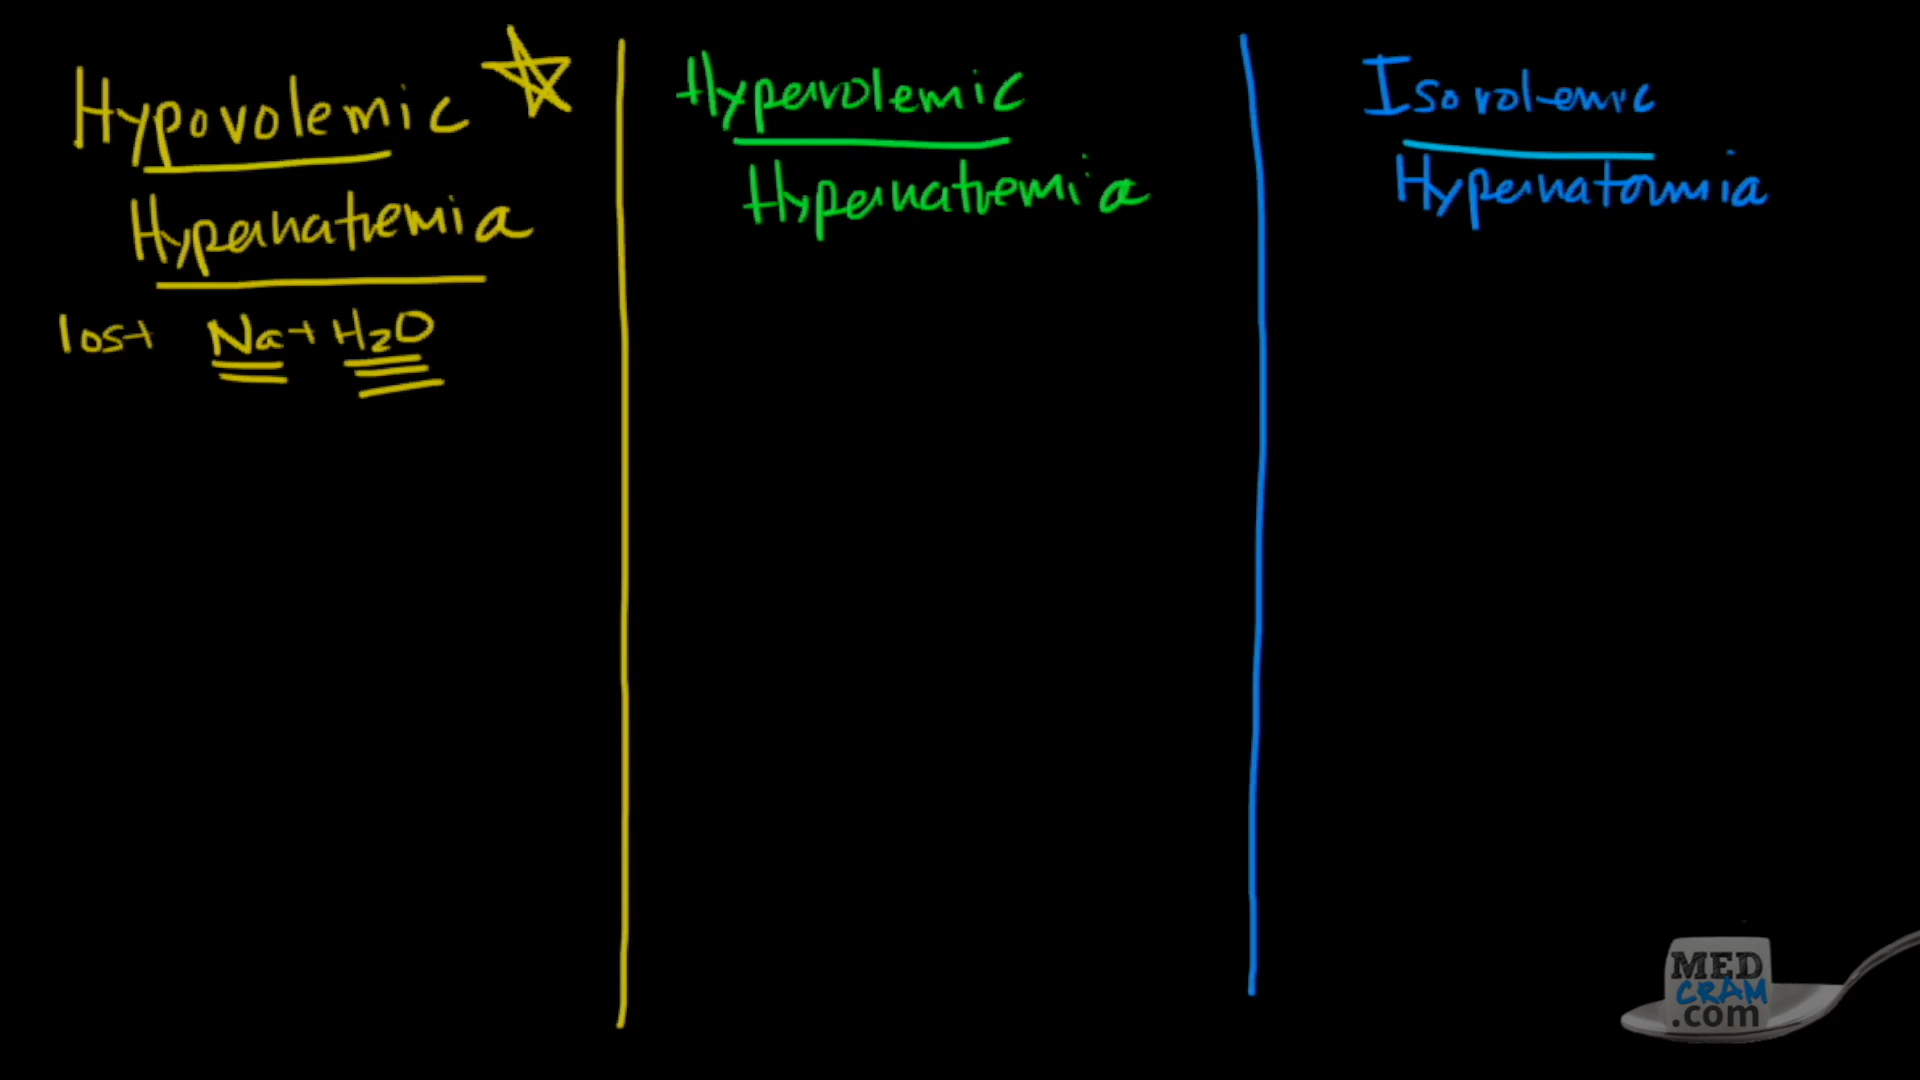 Hypovolemic
Hypernatremia
lost Na + H2O
Hypervolemic
Hypernatremia
Isovolemic
Hypernatremia
MED
CRAM
.com